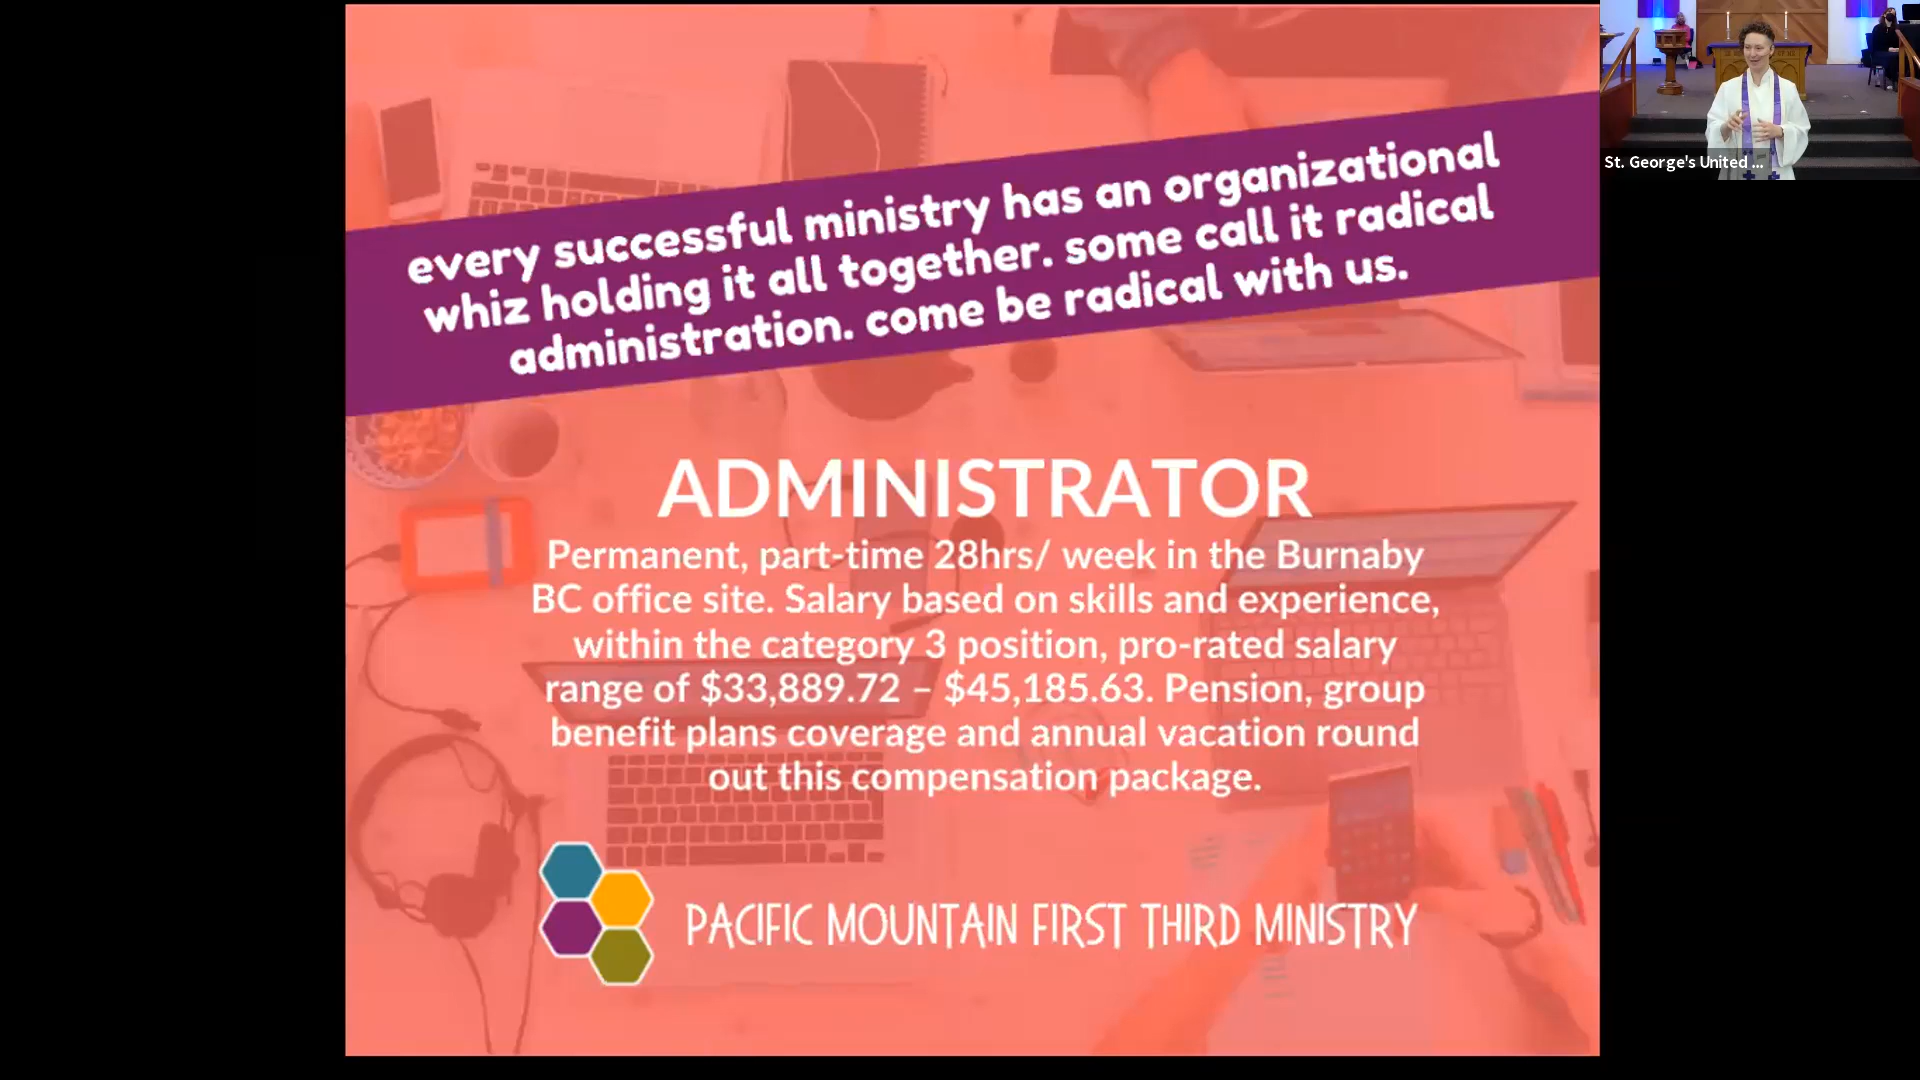 every successful ministry has an organizational
whiz holding it all together. some call it radical
administration. come be radical with us.
ADMINISTRATOR
Permanent, part-time 28hrs/ week in the Burnaby
BC office site. Salary based on skills and experience,
within the category 3 position, pro-rated salary
range of $33,889.72 – $45,185.63. Pension, group
benefit plans coverage and annual vacation round
out this compensation package.
PACIFIC MOUNTAIN FIRST THIRD MINISTRY
St. George's United ...